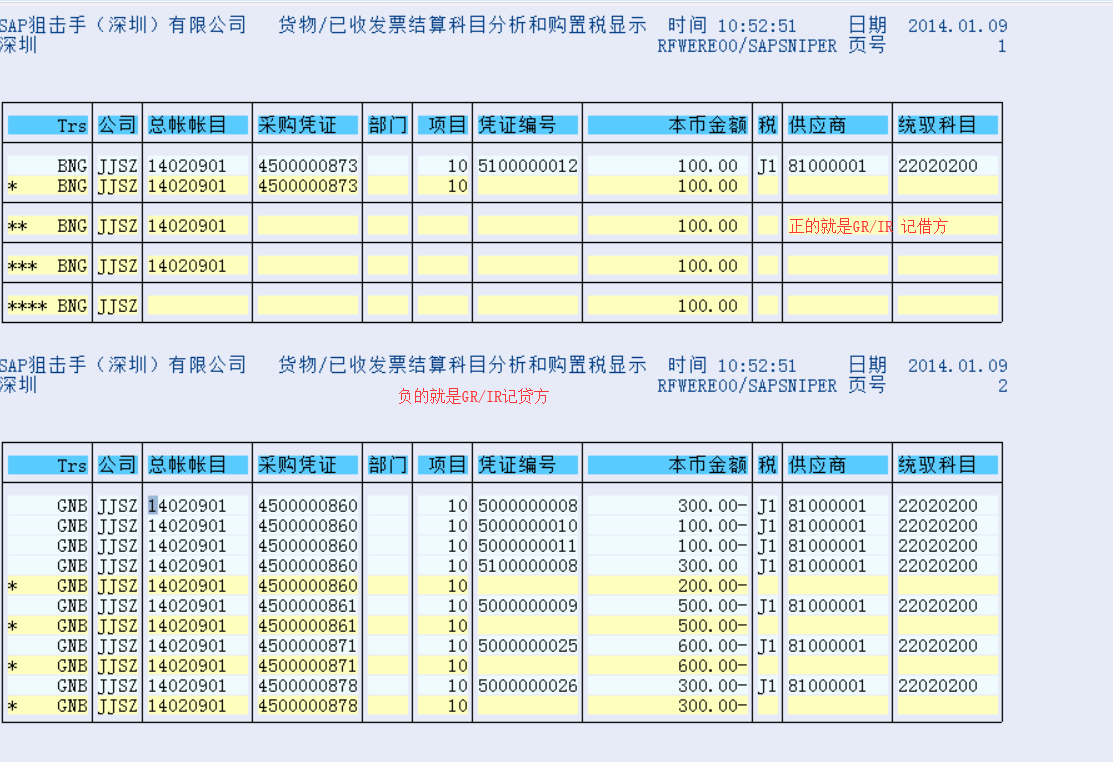 SAP狙击手（深圳）有限公司 货物/已收发票结算科目分析和购置税显示 时间 10:52:51 日期 2014.01.09
深圳 RFWERE00/SAPSNIPER 页号 1
Trs 公司 总帐帐目 采购凭证 部门 项目 凭证编号 本币金额 税 供应商 统驭科目
BNG JJSZ 14020901 4500000873 10 5100000012 100.00 J1 81000001 22020200
* BNG JJSZ 14020901 4500000873 10 100.00
** BNG JJSZ 14020901 100.00 正的就是GR/IR 记借方
*** BNG JJSZ 14020901 100.00
**** BNG JJSZ 100.00
SAP狙击手（深圳）有限公司 货物/已收发票结算科目分析和购置税显示 时间 10:52:51 日期 2014.01.09
深圳 RFWERE00/SAPSNIPER 页号 2
负的就是GR/IR记贷方
Trs 公司 总帐帐目 采购凭证 部门 项目 凭证编号 本币金额 税 供应商 统驭科目
GNB JJSZ 14020901 4500000860 10 5000000008 300.00- J1 81000001 22020200
GNB JJSZ 14020901 4500000860 10 5000000010 100.00- J1 81000001 22020200
GNB JJSZ 14020901 4500000860 10 5000000011 100.00- J1 81000001 22020200
GNB JJSZ 14020901 4500000860 10 5100000008 300.00 J1 81000001 22020200
* GNB JJSZ 14020901 4500000860 10 200.00-
GNB JJSZ 14020901 4500000861 10 5000000009 500.00- J1 81000001 22020200
* GNB JJSZ 14020901 4500000861 10 500.00-
GNB JJSZ 14020901 4500000871 10 5000000025 600.00- J1 81000001 22020200
* GNB JJSZ 14020901 4500000871 10 600.00-
GNB JJSZ 14020901 4500000878 10 5000000026 300.00- J1 81000001 22020200
* GNB JJSZ 14020901 4500000878 10 300.00-